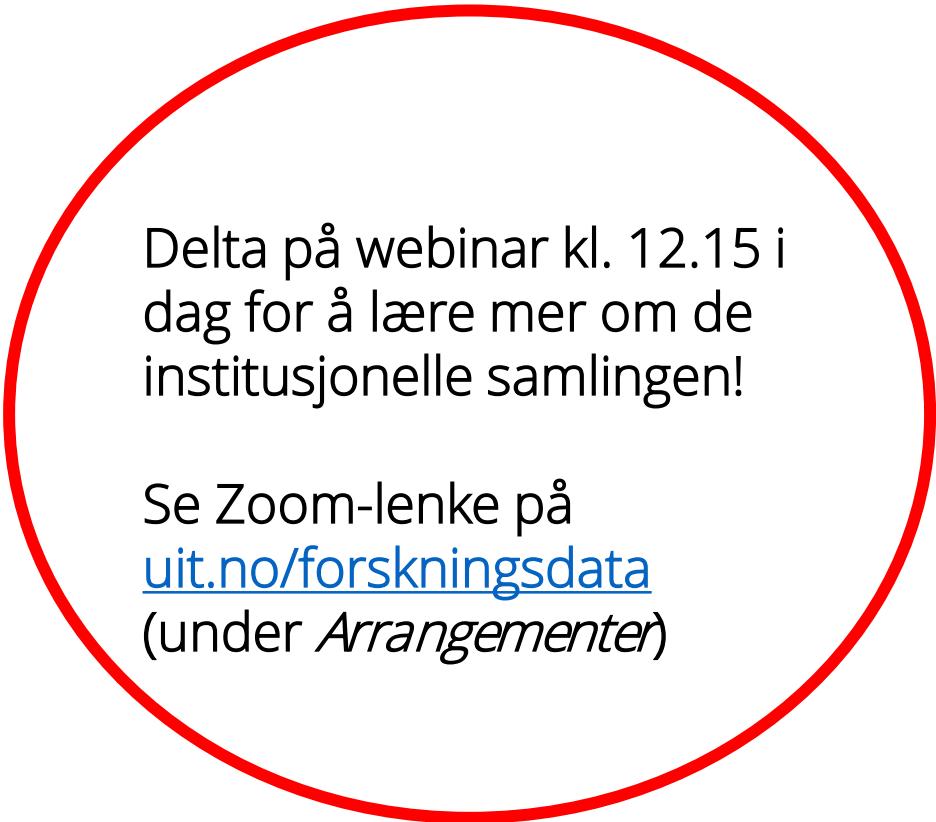 Delta på webinar kl. 12.15 i
dag for å lære mer om de
institusjonelle samlingen!
Se Zoom-lenke på
uit.no/forskningsdata
(under Arrangementer)